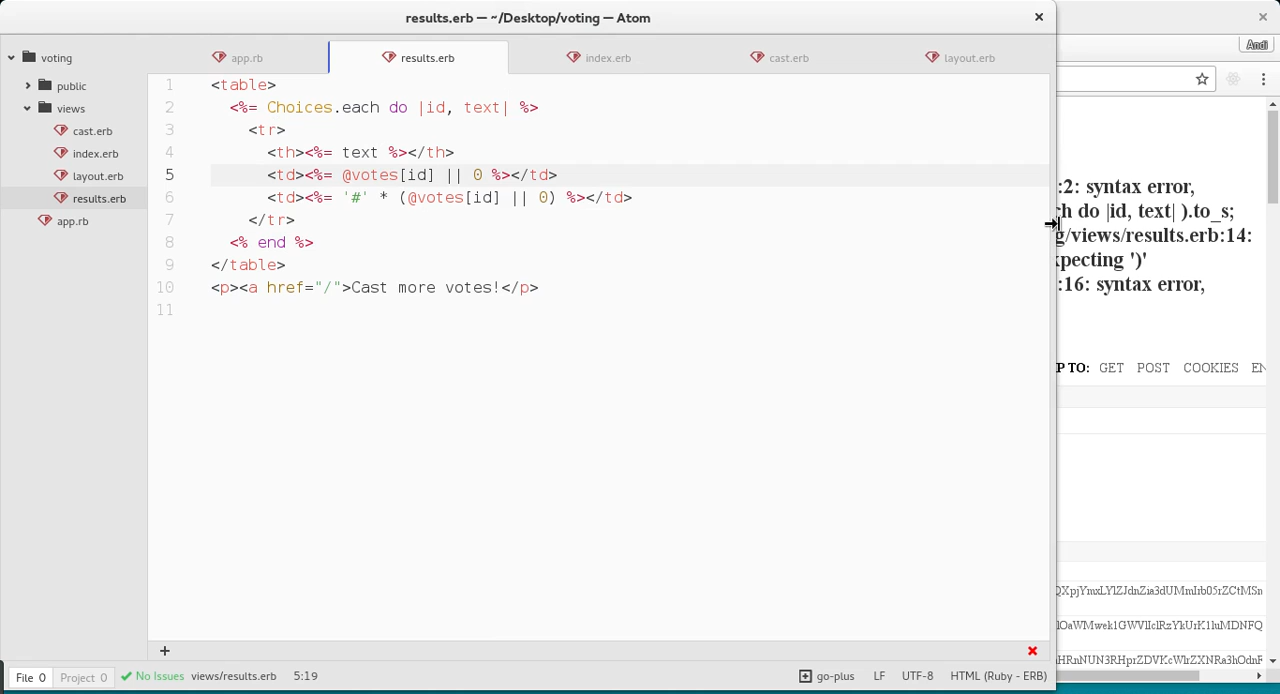 results.erb — ~/Desktop/voting — Atom
Andi
voting
public
views
cast.erb
index.erb
layout.erb
results.erb
app.rb
app.rb
results.erb
index.erb
cast.erb
layout.erb
1 <table>
2 <%= Choices.each do |id, text| %>
3 <tr>
4 <th><%= text %></th>
5 <td><%= @votes[id] || 0 %></td>
6 <td><%= '#' * (@votes[id] || 0) %></td>
7 </tr>
8 <% end %>
9 </table>
10 <p><a href="/">Cast more votes!</p>
11
:2: syntax error,
ch do |id, text| ).to_s;
g/views/results.erb:14:
xpecting ')'
:16: syntax error,
P TO: GET POST COOKIES EN
File 0 Project 0 No Issues views/results.erb 5:19 go-plus LF UTF-8 HTML (Ruby - ERB)